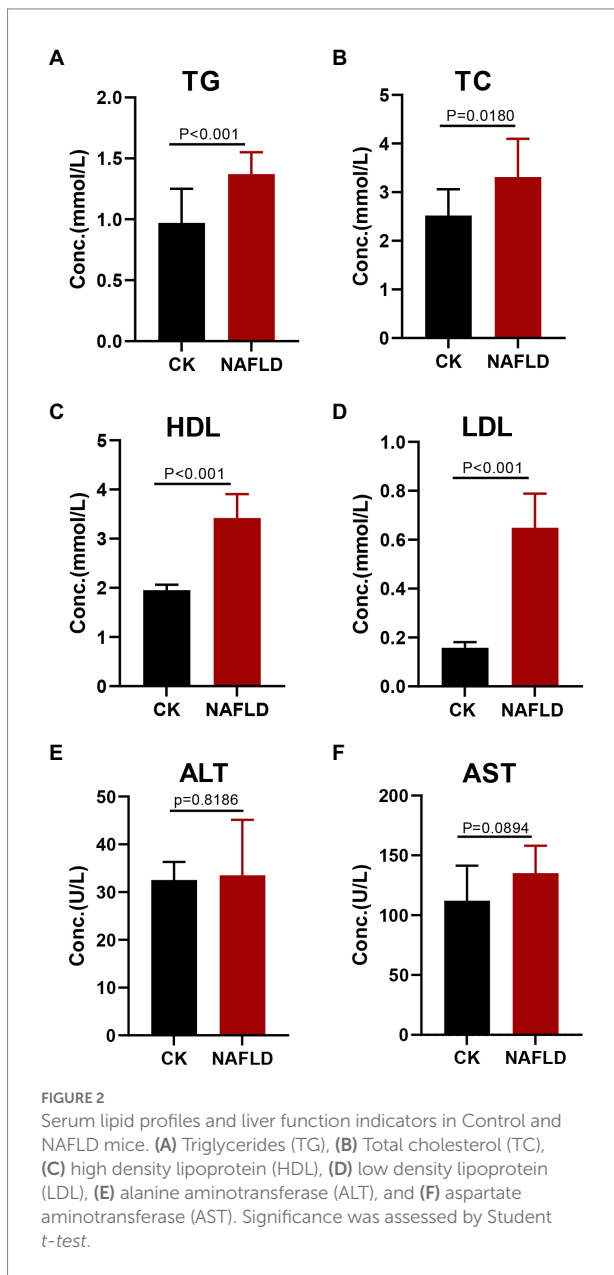 A
TG
Conc.(mmol/L)
2.0
1.5
1.0
0.5
0.0
P<0.001
CK NAFLD
B
TC
Conc.(mmol/L)
5
4
3
2
1
0
P=0.0180
CK NAFLD
C
HDL
Conc.(mmol/L)
5
4
3
2
1
0
P<0.001
CK NAFLD
D
LDL
Conc.(mmol/L)
1.0
0.8
0.6
0.4
0.2
0.0
P<0.001
CK NAFLD
E
ALT
Conc.(U/L)
50
40
30
20
10
0
p=0.8186
CK NAFLD
F
AST
Conc.(U/L)
200
150
100
50
0
P=0.0894
CK NAFLD
FIGURE 2
Serum lipid profiles and liver function indicators in Control and
NAFLD mice. (A) Triglycerides (TG), (B) Total cholesterol (TC),
(C) high density lipoprotein (HDL), (D) low density lipoprotein
(LDL), (E) alanine aminotransferase (ALT), and (F) aspartate
aminotransferase (AST). Significance was assessed by Student
t-test.